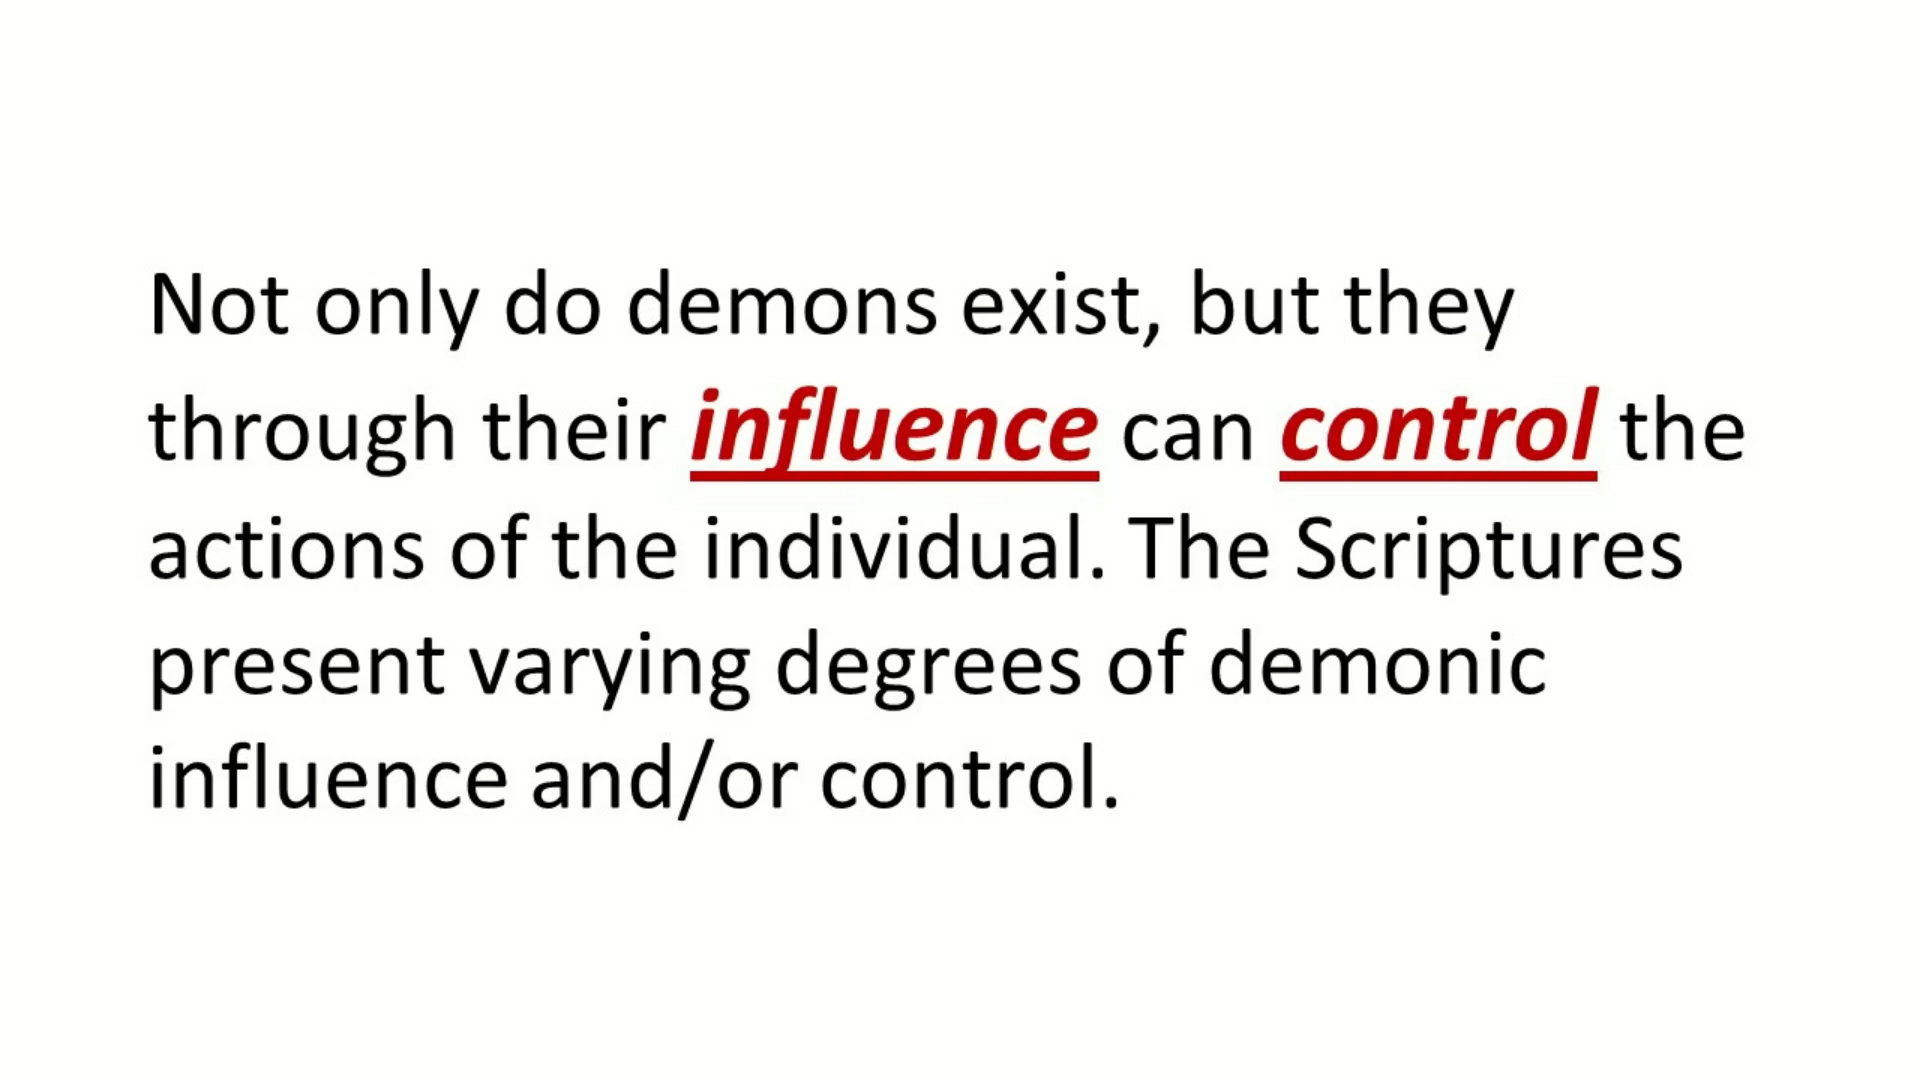 Not only do demons exist, but they
through their influence can control the
actions of the individual. The Scriptures
present varying degrees of demonic
influence and/or control.